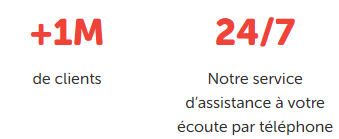 +1M
de clients
24/7
Notre service
d’assistance à votre
écoute par téléphone